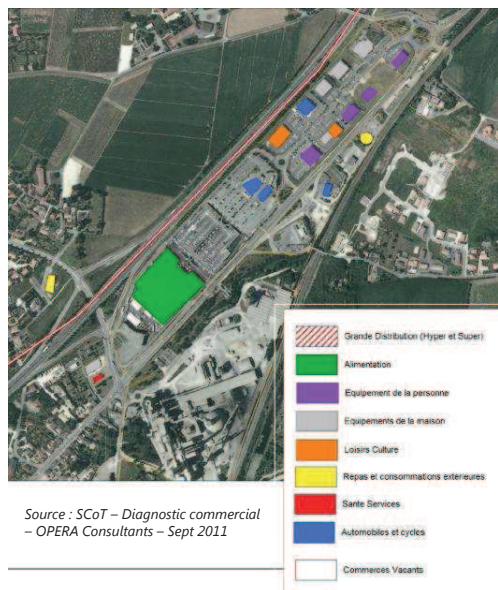 Grande Distribution (Hyper et Super)
Alimentation
Equipement de la personne
Equipements de la maison
Loisirs Culture
Repas et consommations extérieures
Sante Services
Automobiles et cycles
Commerces Vacants
Source : SCoT – Diagnostic commercial
– OPERA Consultants – Sept 2011